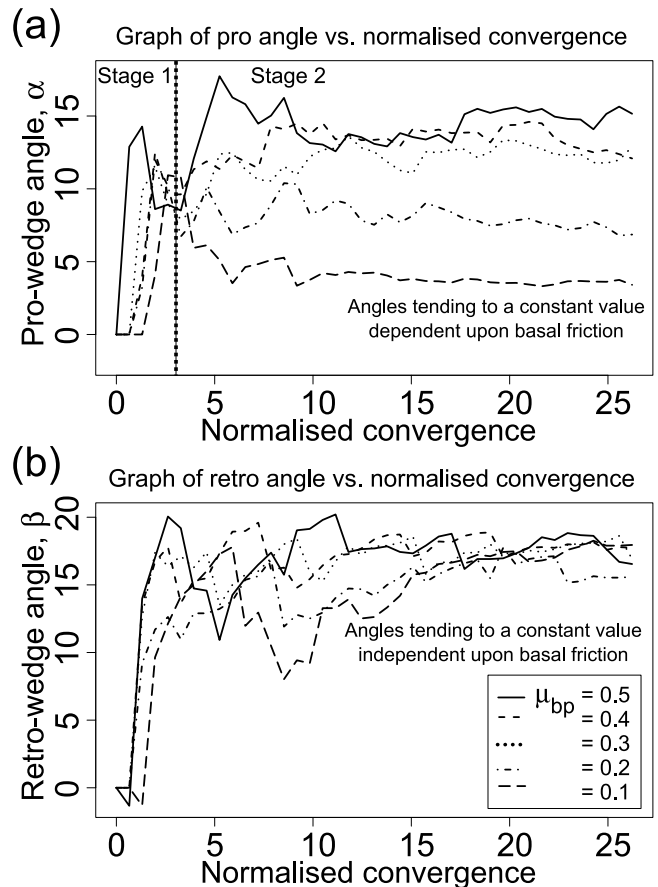 (a)
Graph of pro angle vs. normalised convergence
Stage 1
Stage 2
Pro-wedge angle, α
0
5
10
15
Angles tending to a constant value
dependent upon basal friction
0 5 10 15 20 25
Normalised convergence
(b)
Graph of retro angle vs. normalised convergence
Retro-wedge angle, β
0
5
10
15
20
Angles tending to a constant value
independent upon basal friction
μbp = 0.5
= 0.4
= 0.3
= 0.2
= 0.1
0 5 10 15 20 25
Normalised convergence